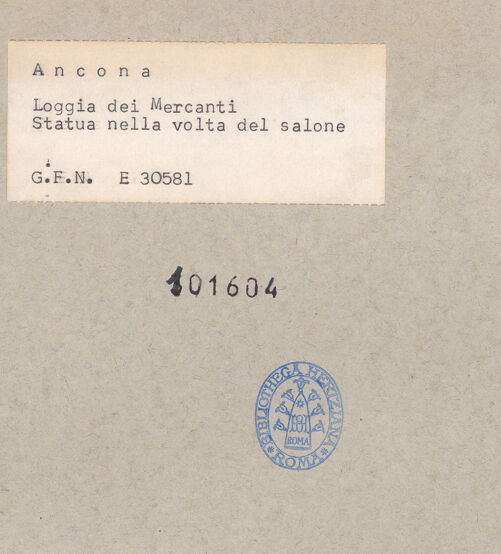 Ancona
Loggia dei Mercanti
Statua nella volta del salone
G.F.N. E 30581
101604
BIBLIOTHECA HERTZIANA
ROMA
ROMA